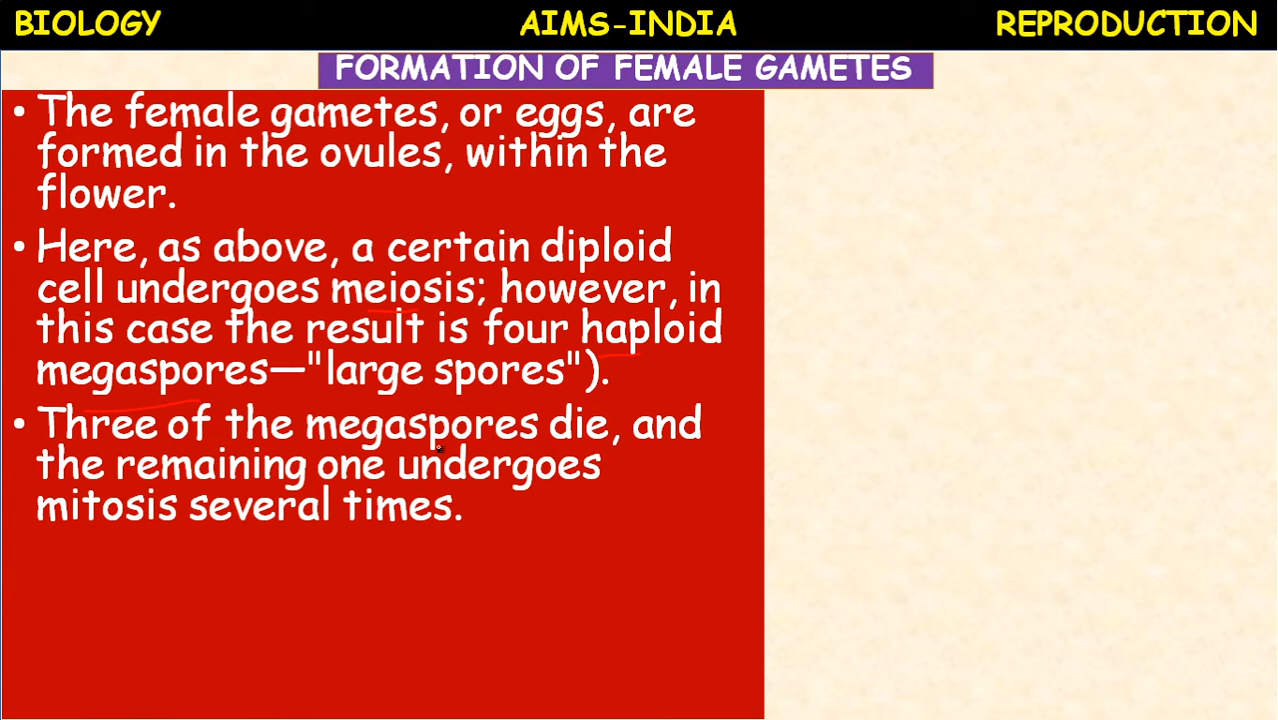 BIOLOGY AIMS-INDIA REPRODUCTION
FORMATION OF FEMALE GAMETES
• The female gametes, or eggs, are
formed in the ovules, within the
flower.
• Here, as above, a certain diploid
cell undergoes meiosis; however, in
this case the result is four haploid
megaspores—"large spores").
• Three of the megaspores die, and
the remaining one undergoes
mitosis several times.